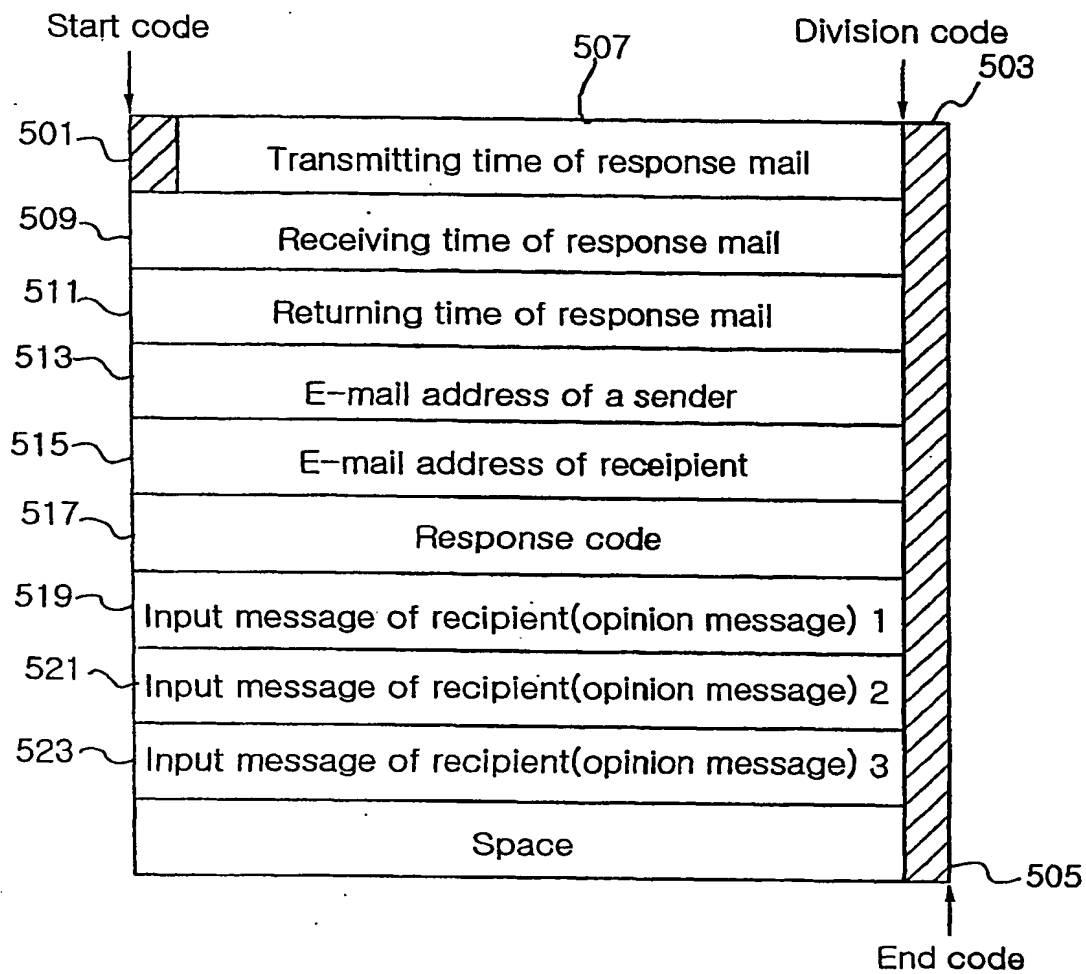 Start code
Division code
507
503
501
Transmitting time of response mail
509
Receiving time of response mail
511
Returning time of response mail
513
E-mail address of a sender
515
E-mail address of receipient
517
Response code
519
Input message of recipient(opinion message) 1
521
Input message of recipient(opinion message) 2
523
Input message of recipient(opinion message) 3
Space
505
End code